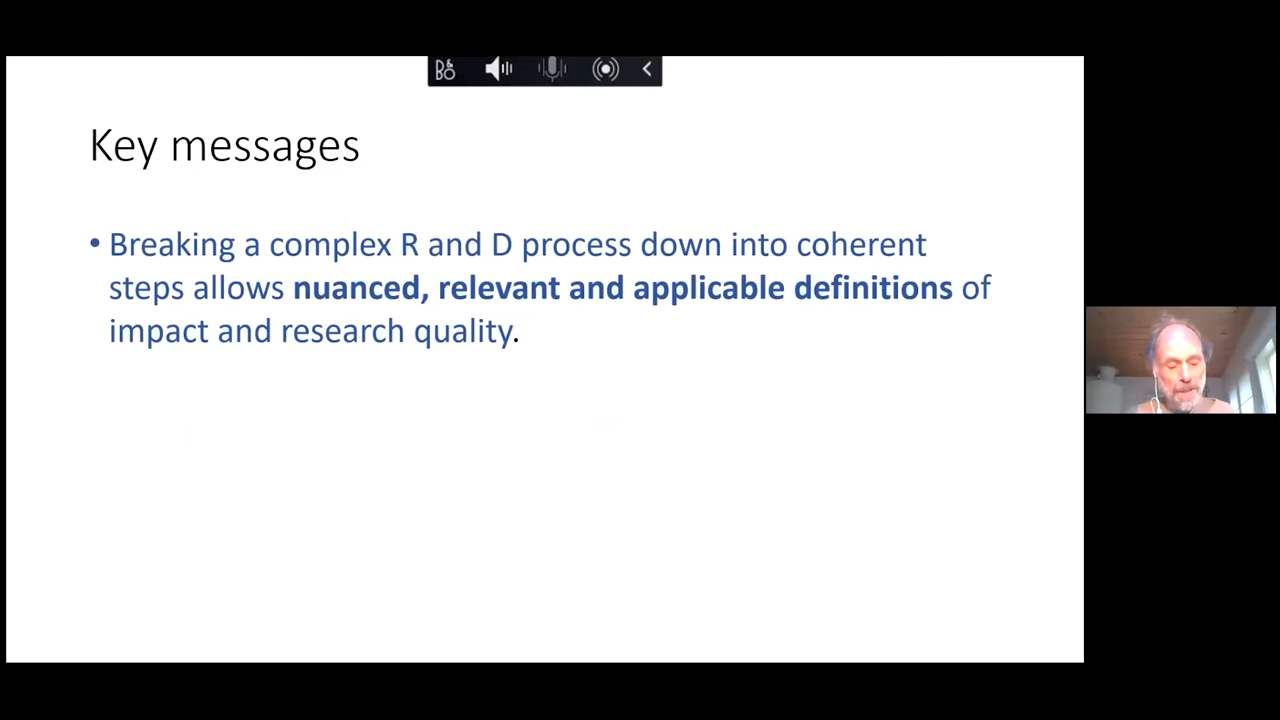 B&O
Key messages
• Breaking a complex R and D process down into coherent
steps allows nuanced, relevant and applicable definitions of
impact and research quality.